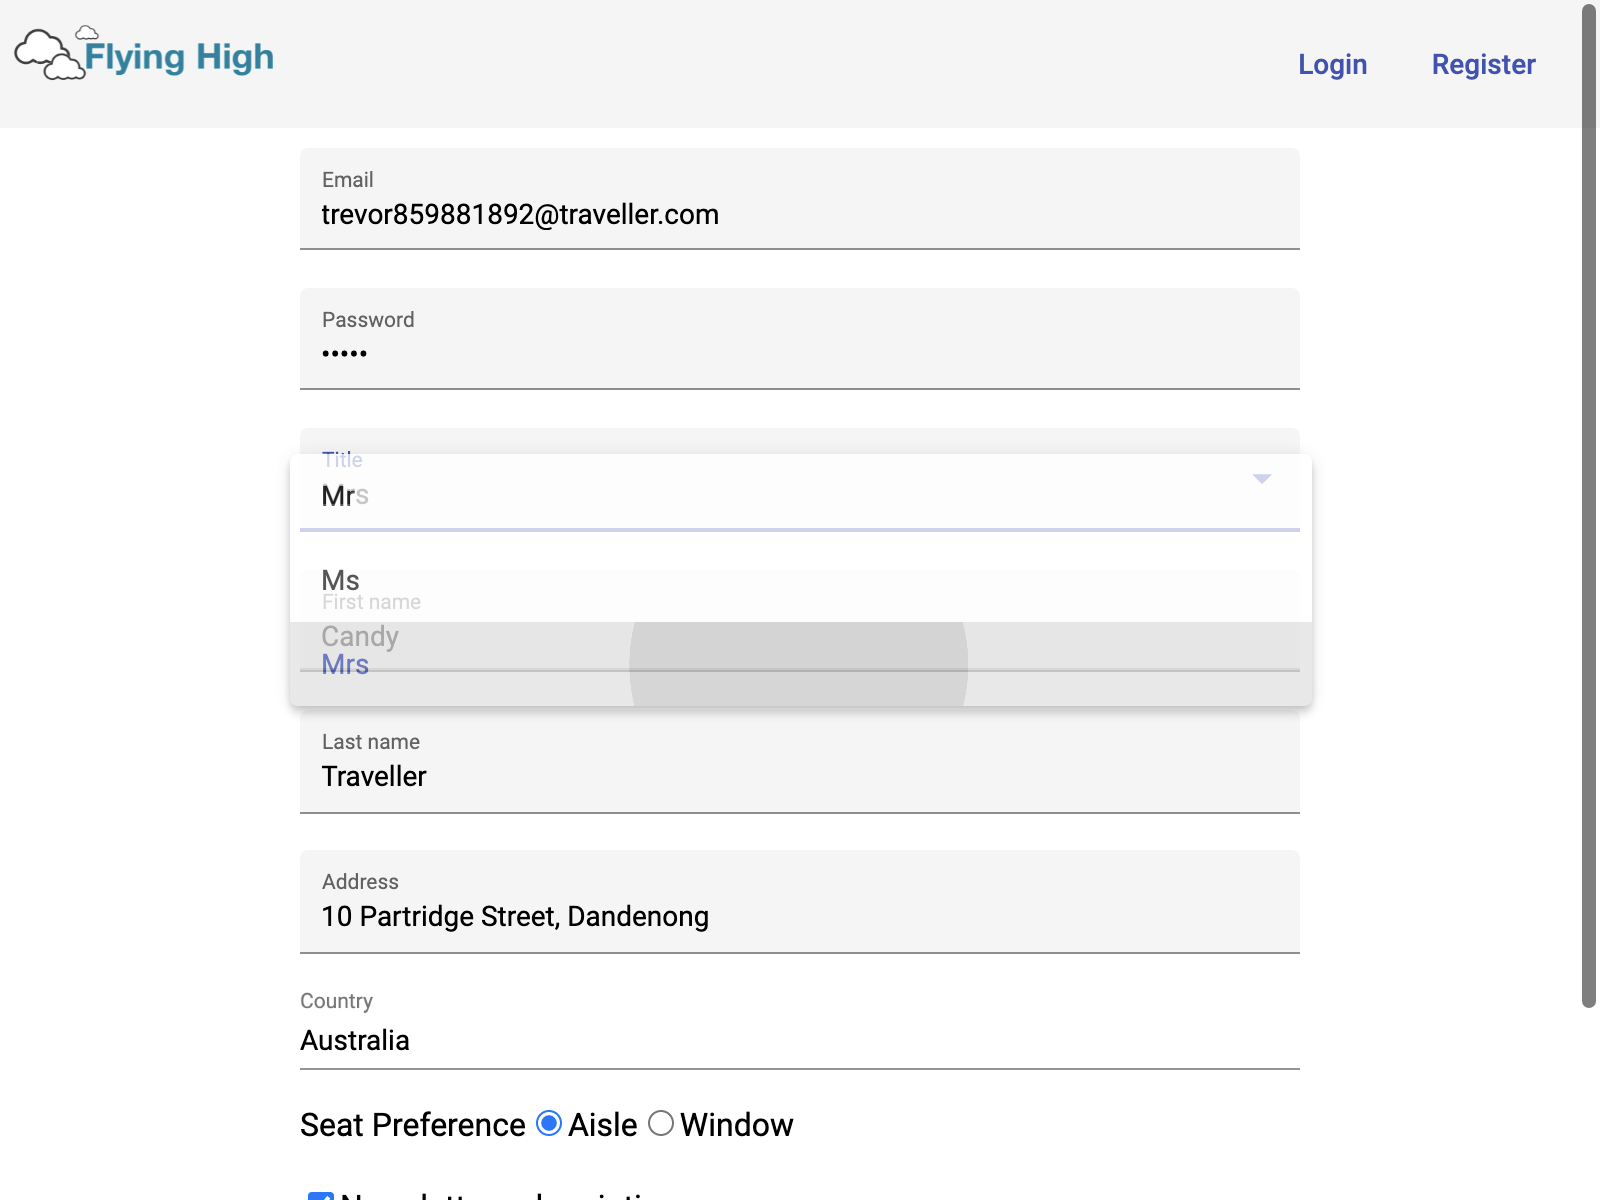 Flying High
Login
Register
Email
trevor859881892@traveller.com
Password
•••••
Title
Mrs
Mr
Ms
First name
Candy
Mrs
Last name
Traveller
Address
10 Partridge Street, Dandenong
Country
Australia
Seat Preference Aisle Window